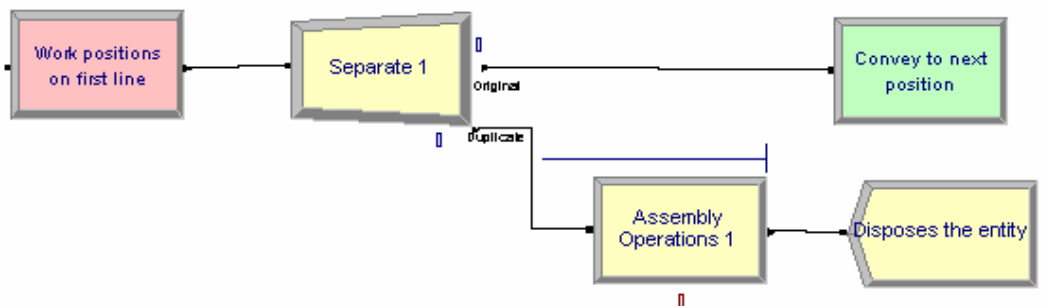 Work positions
on first line
Separate 1
Original
Duplicate
Convey to next
position
Assembly
Operations 1
Disposes the entity